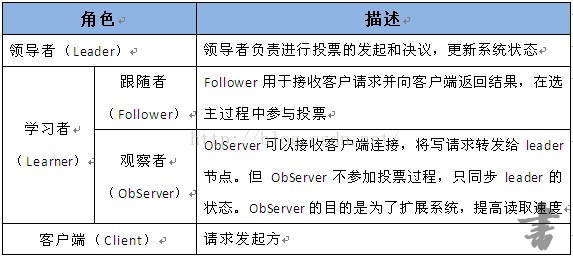 角色 描述
领导者（Leader） 领导者负责进行投票的发起和决议，更新系统状态
学习者
（Learner）
跟随者
（Follower）
Follower 用于接收客户请求并向客户端返回结果，在选
主过程中参与投票
观察者
（ObServer）
ObServer 可以接收客户端连接，将写请求转发给 leader
节点。但 ObServer 不参加投票过程，只同步 leader 的
状态。ObServer 的目的是为了扩展系统，提高读取速度
客户端（Client） 请求发起方